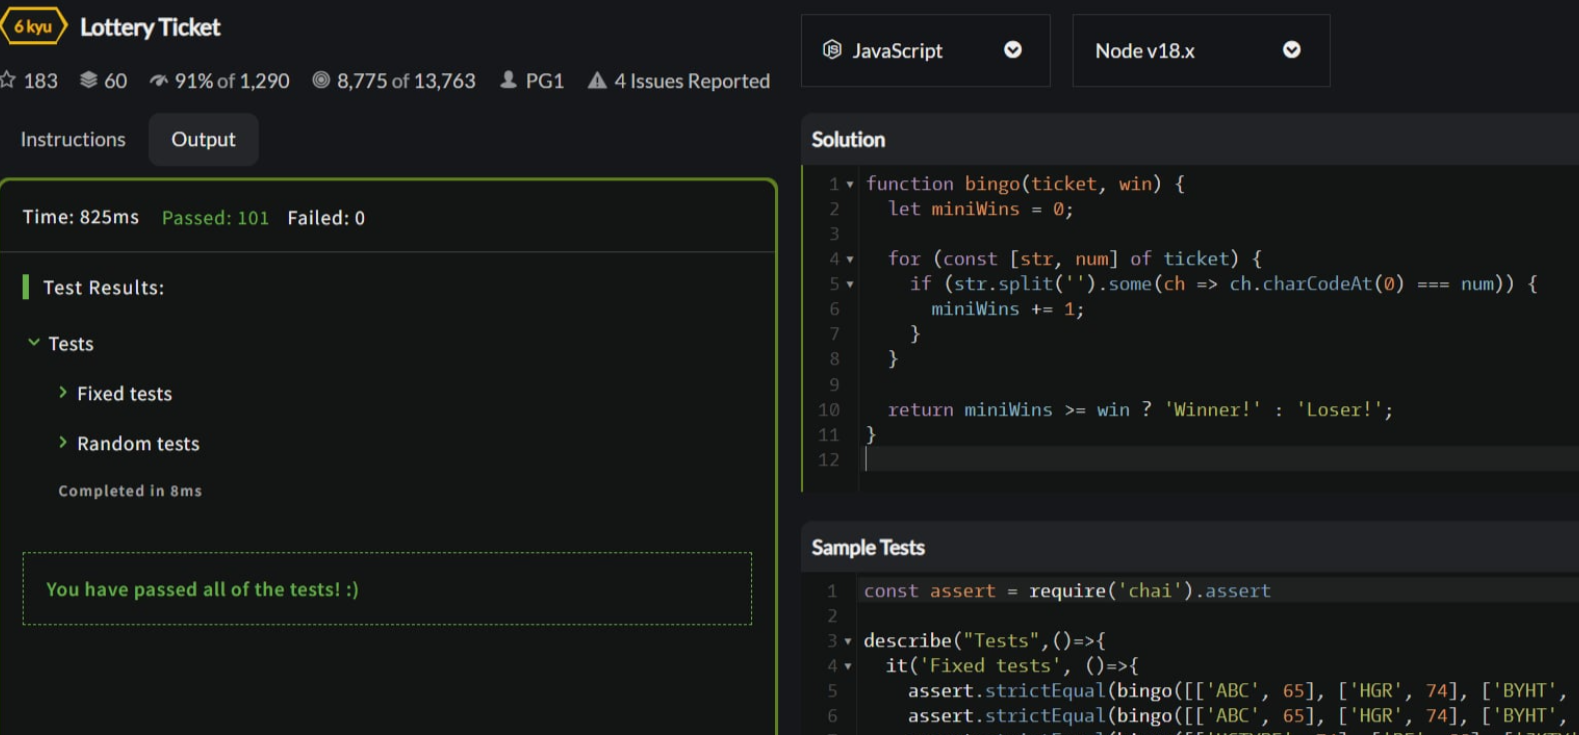 6 kyu Lottery Ticket
183 60 91% of 1,290 8,775 of 13,763 PG1 4 Issues Reported
Instructions Output
Time: 825ms Passed: 101 Failed: 0
Test Results:
Tests
Fixed tests
Random tests
Completed in 8ms
You have passed all of the tests! :)
JavaScript Node v18.x
Solution
1 function bingo(ticket, win) {
2 let miniWins = 0;
3
4 for (const [str, num] of ticket) {
5 if (str.split('').some(ch => ch.charCodeAt(0) === num)) {
6 miniWins += 1;
7 }
8 }
9
10 return miniWins >= win ? 'Winner!' : 'Loser!';
11 }
12
Sample Tests
1 const assert = require('chai').assert
2
3 describe("Tests",()=>{
4 it('Fixed tests', ()=>{
5 assert.strictEqual(bingo([['ABC', 65], ['HGR', 74], ['BYHT',
6 assert.strictEqual(bingo([['ABC', 65], ['HGR', 74], ['BYHT',